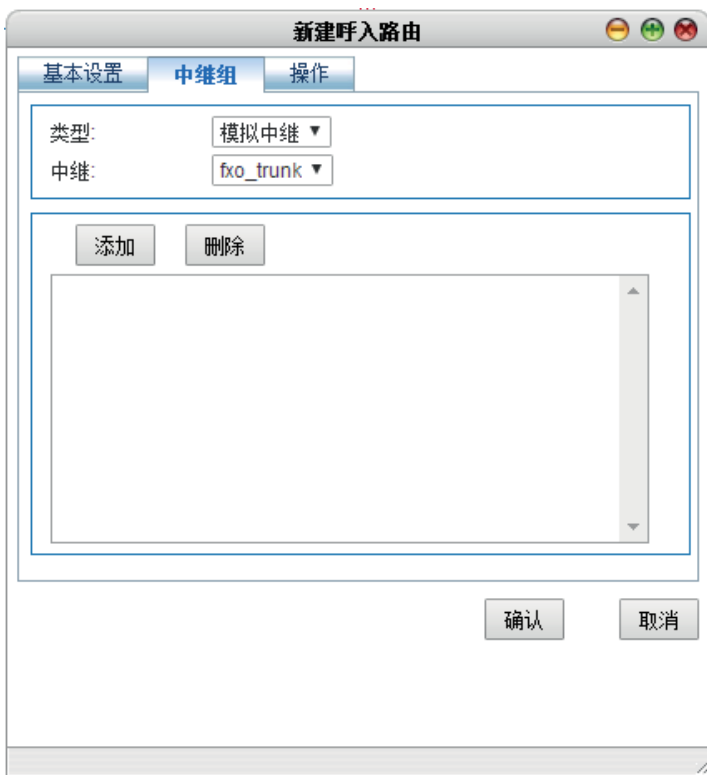 新建呼入路由
基本设置 中继组 操作
类型: 模拟中继
中继: fxo_trunk
添加 删除
确认 取消